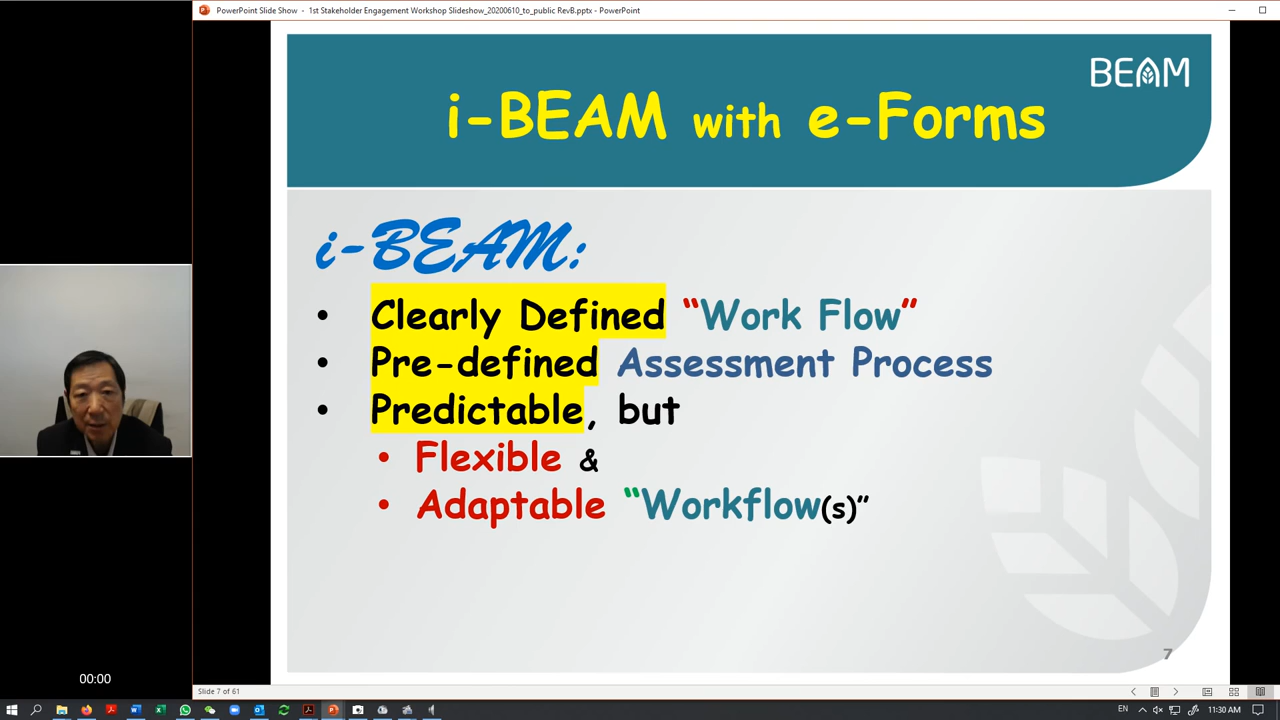 PowerPoint Slide Show - 1st Stakeholder Engagement Workshop Slideshow_20200610_to_public RevB.pptx - PowerPoint
BEAM
i-BEAM with e-Forms
i-BEAM:
• Clearly Defined “Work Flow”
• Pre-defined Assessment Process
• Predictable, but
• Flexible &
• Adaptable “Workflow(s)”
7
00:00
Slide 7 of 61
EN
11:30 AM